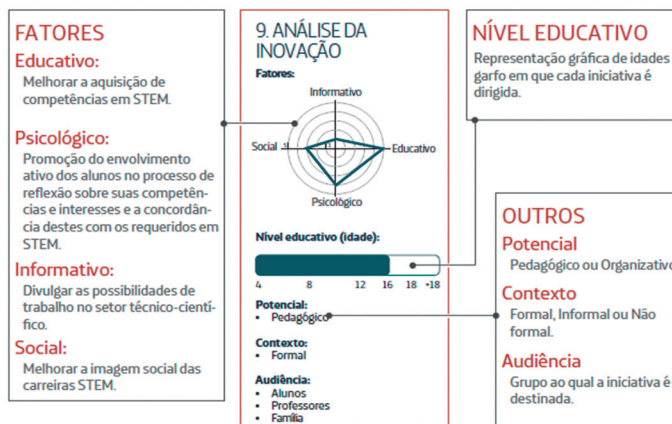 FATORES
Educativo:
Melhorar a aquisição de
competências em STEM.
Psicológico:
Promoção do envolvimento
ativo dos alunos no processo de
reflexão sobre suas competên-
cias e interesses e a concordân-
cia destes com os requeridos em
STEM.
Informativo:
Divulgar as possibilidades de
trabalho no setor técnico-cientí-
fico.
Social:
Melhorar a imagem social das
carreiras STEM.
9. ANÁLISE DA
INOVAÇÃO
Fatores:
Informativo
Social
Educativo
Psicológico
Nível educativo (idade):
4 8 12 16 18 +18
Potencial:
• Pedagógico
Contexto:
• Formal
Audiência:
• Alunos
• Professores
• Família
NÍVEL EDUCATIVO
Representação gráfica de idades
garfo em que cada iniciativa é
dirigida.
OUTROS
Potencial
Pedagógico ou Organizativo
Contexto
Formal, Informal ou Não
formal.
Audiência
Grupo ao qual a iniciativa é
destinada.